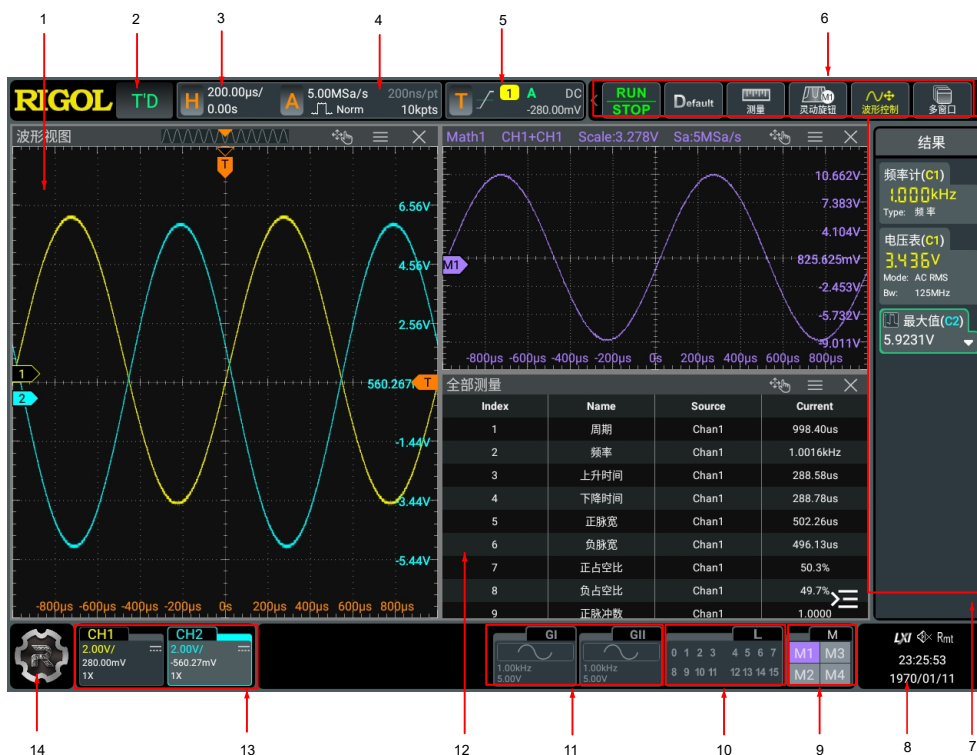 1 2 3 4 5 6
RIGOL T'D H 200.00μs/ 0.00s A 5.00MSa/s 200ns/pt Norm 10kpts T 1 A DC -280.00mV RUN STOP Default 测量 灵动旋钮 波形控制 多窗口
波形视图
T
6.56V
4.56V
2.56V
1
560.267 T
2
-1.44V
-3.44V
-5.44V
-800μs -600μs -400μs -200μs 0s 200μs 400μs 600μs 800μs
Math1 CH1+CH1 Scale:3.278V Sa:5MSa/s
10.662V
7.383V
4.104V
M1 825.625mV
-2.453V
-5.732V
-9.011V
-800μs -600μs -400μs -200μs 0s 200μs 400μs 600μs 800μs
全部测量
Index Name Source Current
1 周期 Chan1 998.40us
2 频率 Chan1 1.0016kHz
3 上升时间 Chan1 288.58us
4 下降时间 Chan1 288.78us
5 正脉宽 Chan1 502.26us
6 负脉宽 Chan1 496.13us
7 正占空比 Chan1 50.3%
8 负占空比 Chan1 49.7%
9 正脉冲数 Chan1 1.0000
结果
频率计(C1)
1.000kHz
Type: 频率
电压表(C1)
3.436V
Mode: AC RMS
Bw: 125MHz
最大值(C2)
5.9231V
CH1
2.00V/
280.00mV
1X
CH2
2.00V/
-560.27mV
1X
GI
1.00kHz
5.00V
GII
1.00kHz
5.00V
L
0 1 2 3 4 5 6 7
8 9 10 11 12 13 14 15
M
M1 M3
M2 M4
LXI Rmt
23:25:53
1970/01/11
14 13 12 11 10 9 8 7